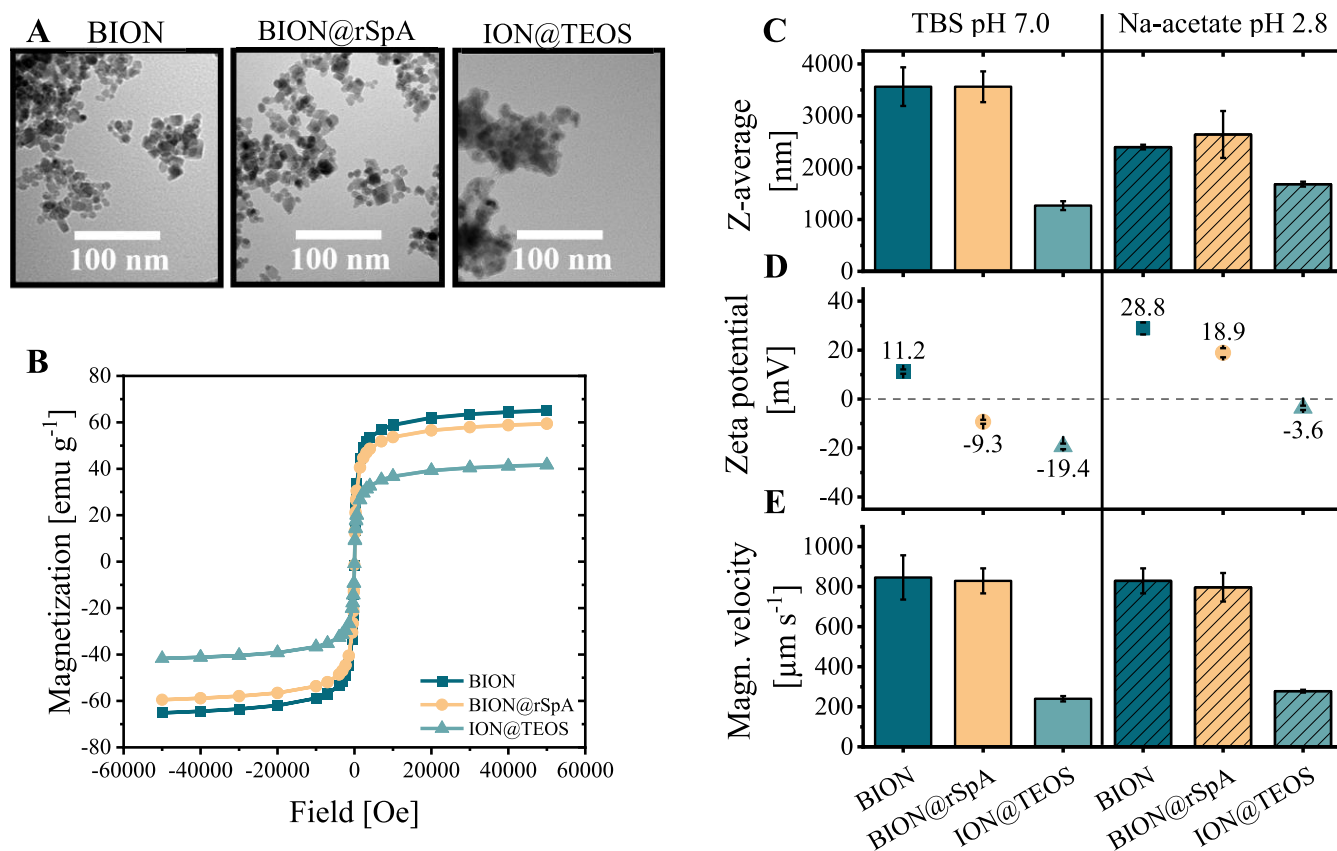 A
BION
BION@rSpA
ION@TEOS
100 nm
100 nm
100 nm
B
Magnetization [emu g⁻¹]
80
60
40
20
0
-20
-40
-60
-80
BION
BION@rSpA
ION@TEOS
-60000 -40000 -20000 0 20000 40000 60000
Field [Oe]
C
TBS pH 7.0
Na-acetate pH 2.8
Z-average
[nm]
4000
3000
2000
1000
0
D
Zeta potential
[mV]
40
20
0
-20
-40
11.2
-9.3
-19.4
28.8
18.9
-3.6
E
Magn. velocity
[µm s⁻¹]
800
600
400
200
0
BION
BION@rSpA
ION@TEOS
BION
BION@rSpA
ION@TEOS